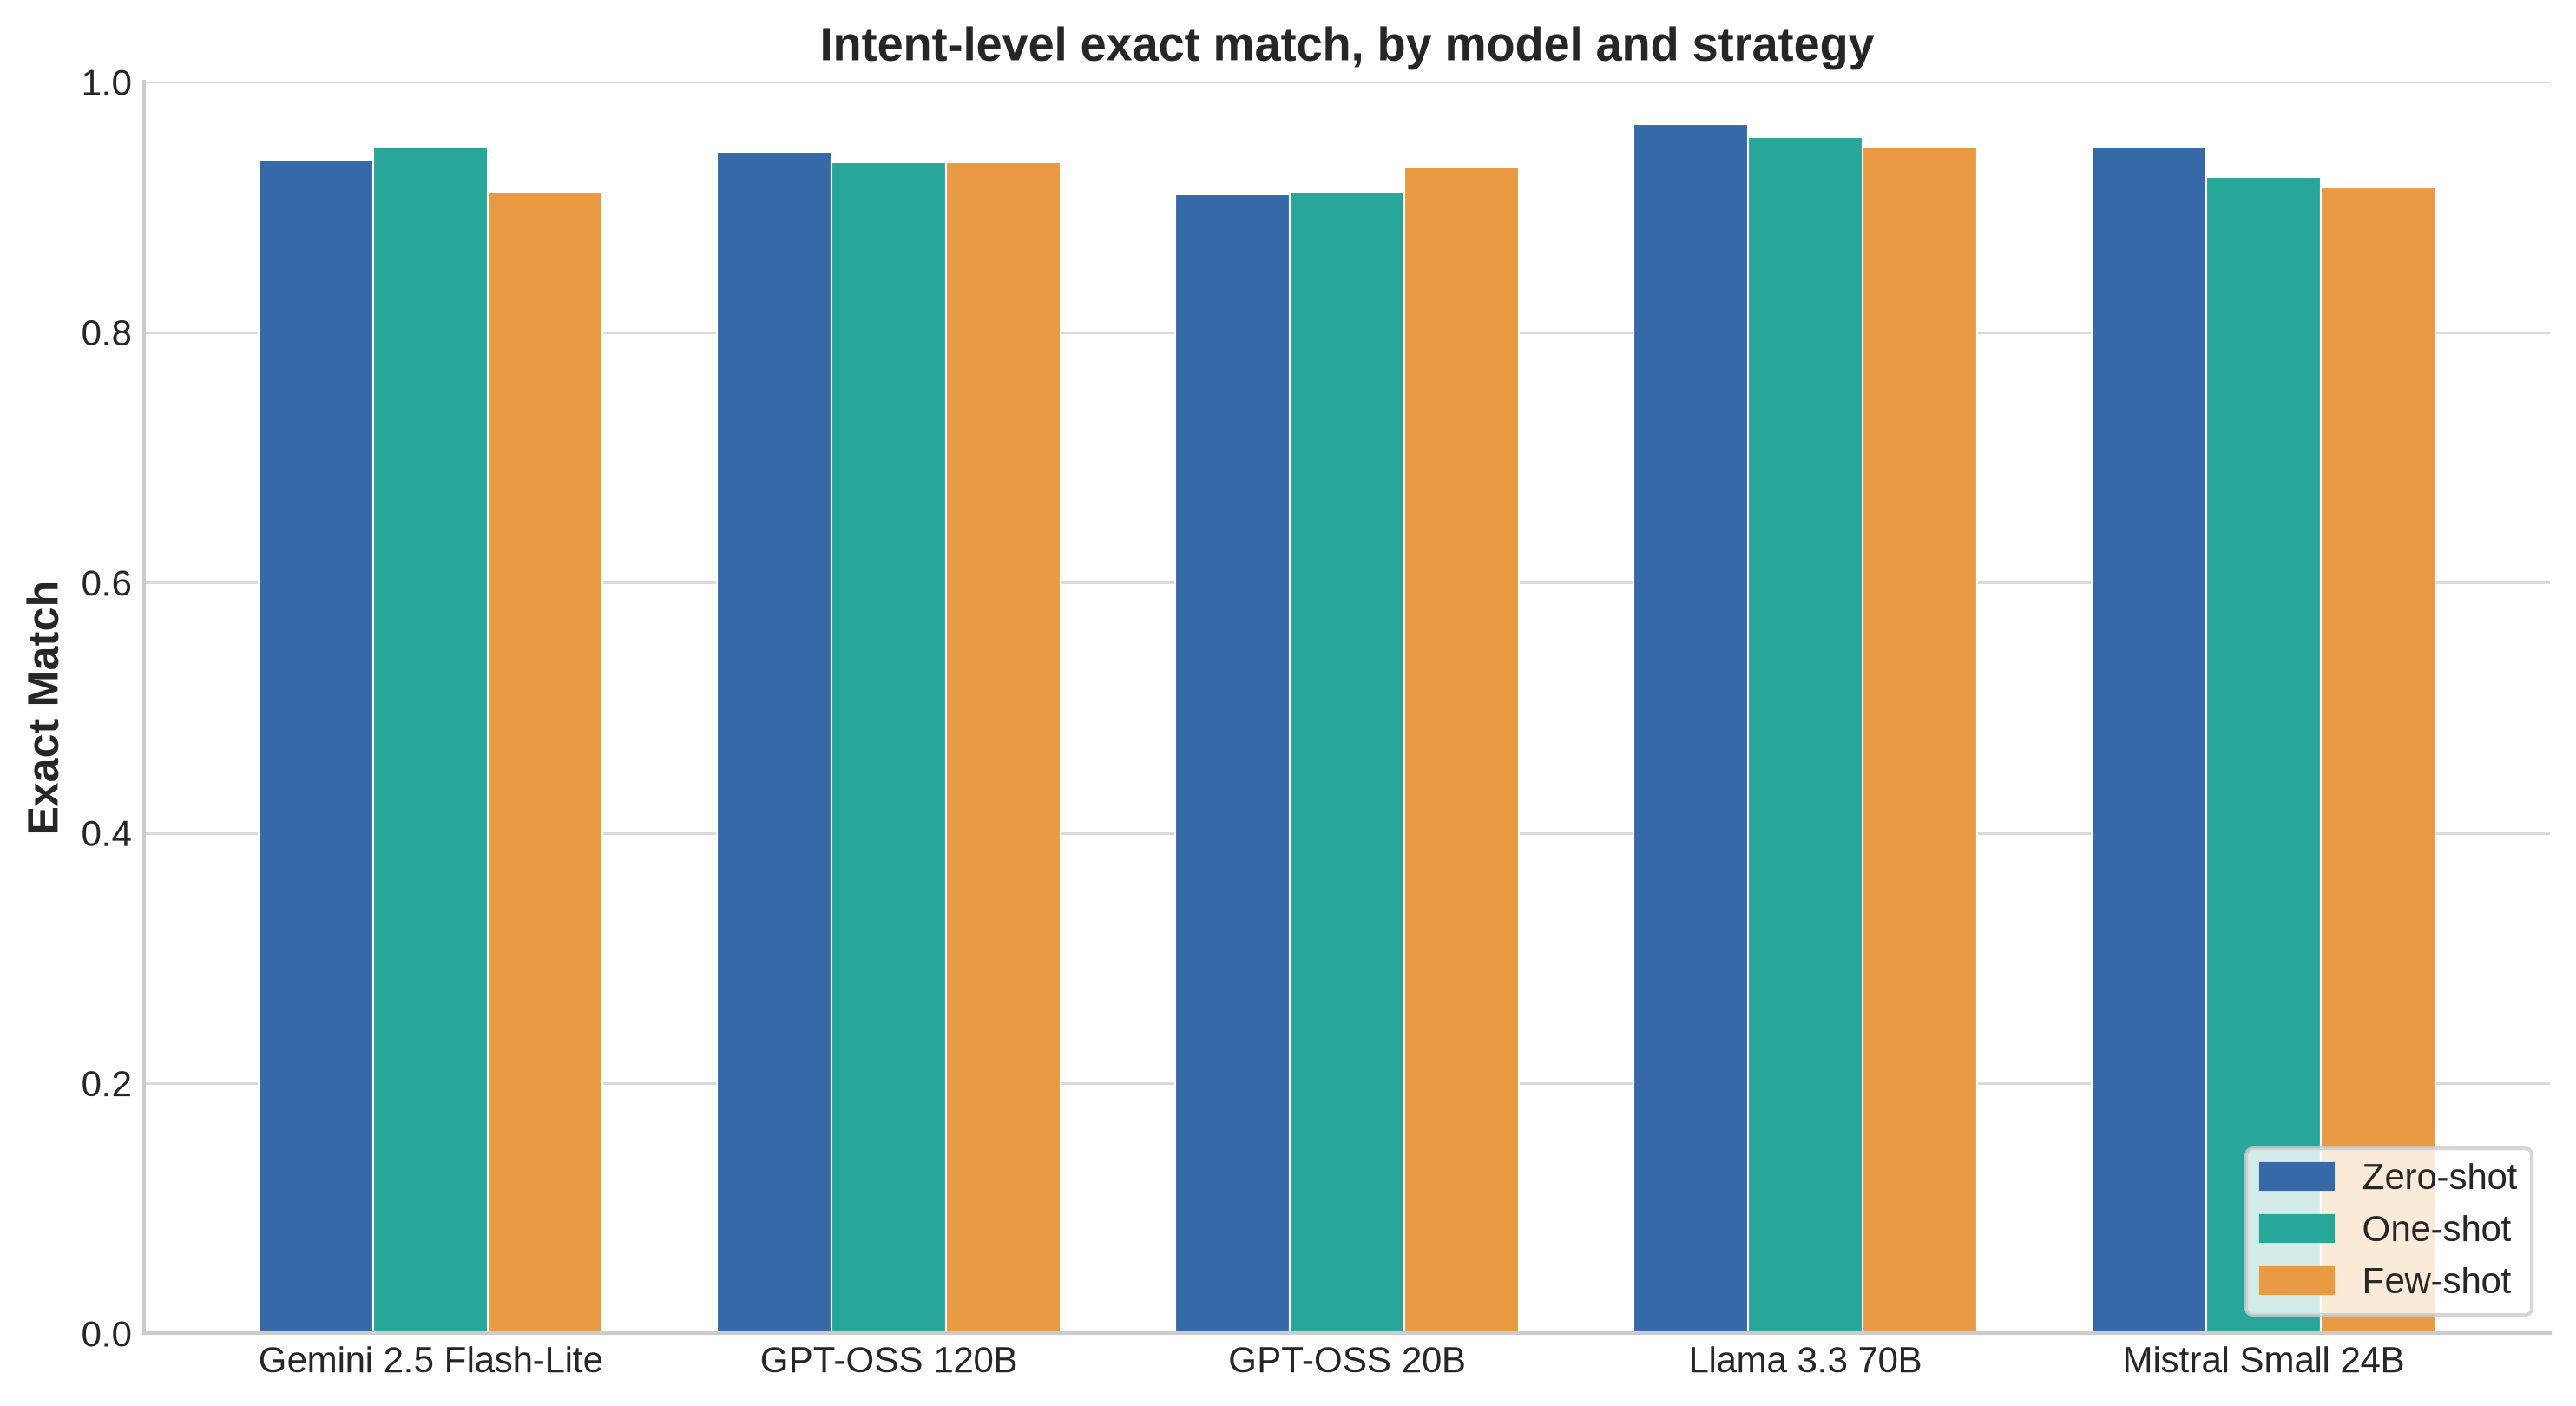 Intent-level exact match, by model and strategy
Exact Match
1.0
0.8
0.6
0.4
0.2
0.0
Gemini 2.5 Flash-Lite
GPT-OSS 120B
GPT-OSS 20B
Llama 3.3 70B
Mistral Small 24B
Zero-shot
One-shot
Few-shot